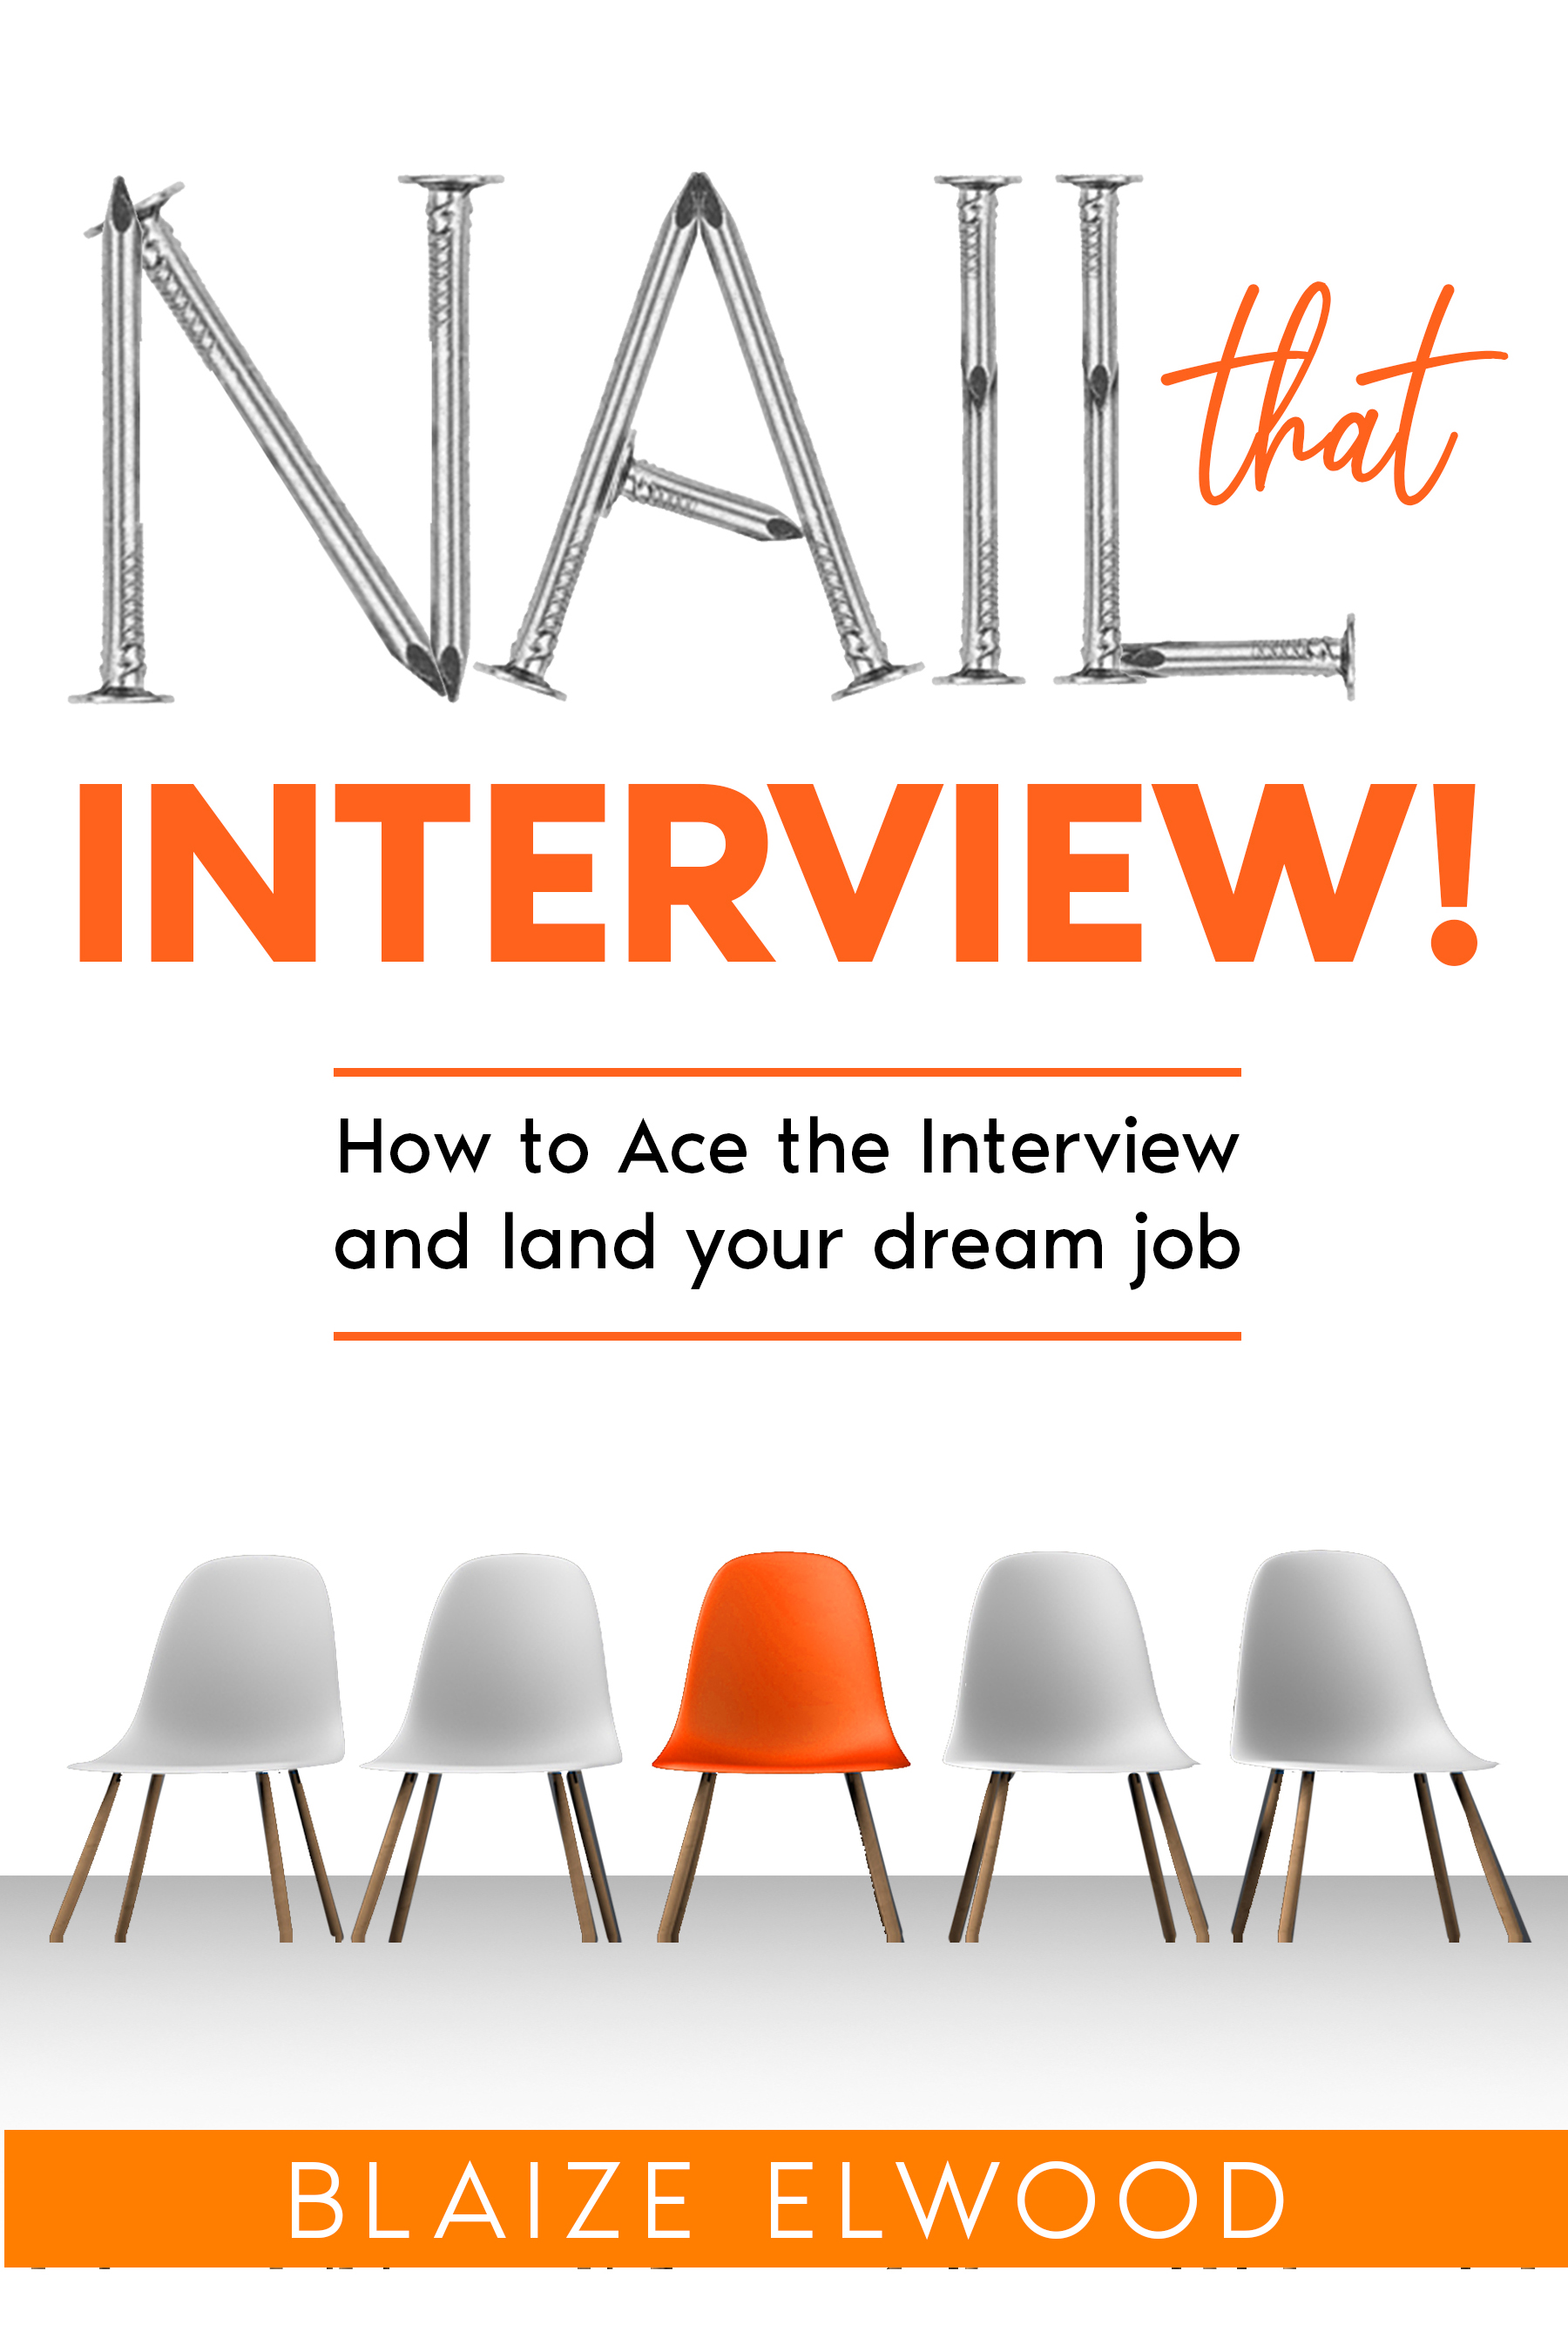 NAIL that
INTERVIEW!
How to Ace the Interview
and land your dream job
BLAIZE ELWOOD